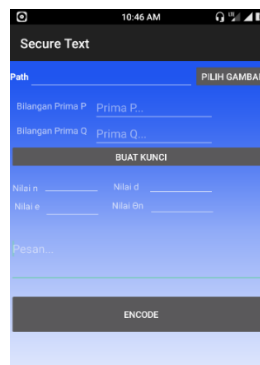 10:46 AM
Secure Text
Path PILIH GAMBAR
Bilangan Prima P Prima P...
Bilangan Prima Q Prima Q...
BUAT KUNCI
Nilai n Nilai d
Nilai e Nilai Θn
Pesan...
ENCODE